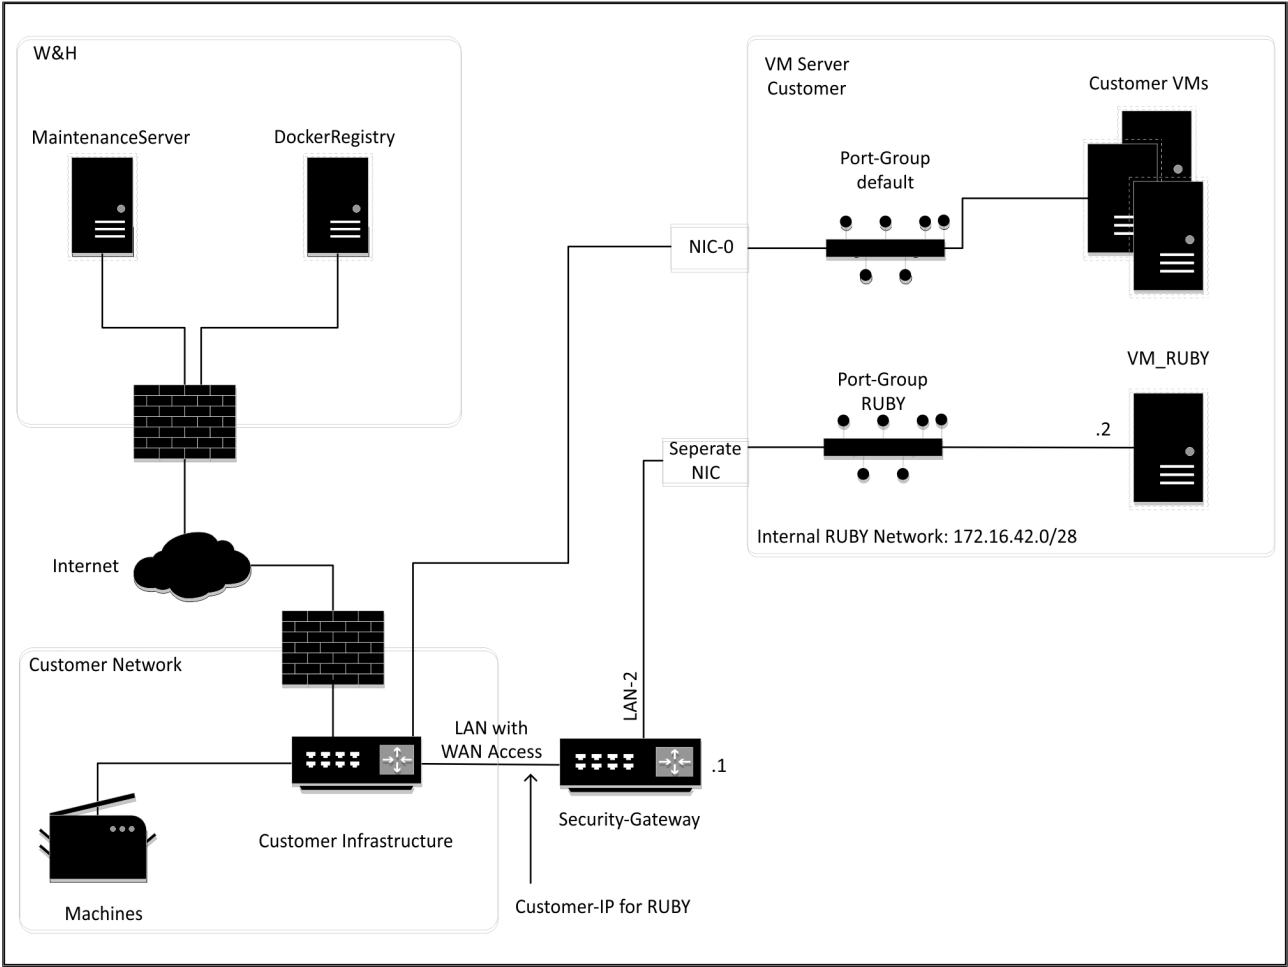 W&H
MaintenanceServer
DockerRegistry
VM Server
Customer
Customer VMs
Port-Group
default
NIC-0
VM_RUBY
Port-Group
RUBY
.2
Seperate
NIC
Internal RUBY Network: 172.16.42.0/28
Internet
Customer Network
LAN-2
LAN with
WAN Access
.1
Security-Gateway
Customer Infrastructure
Customer-IP for RUBY
Machines